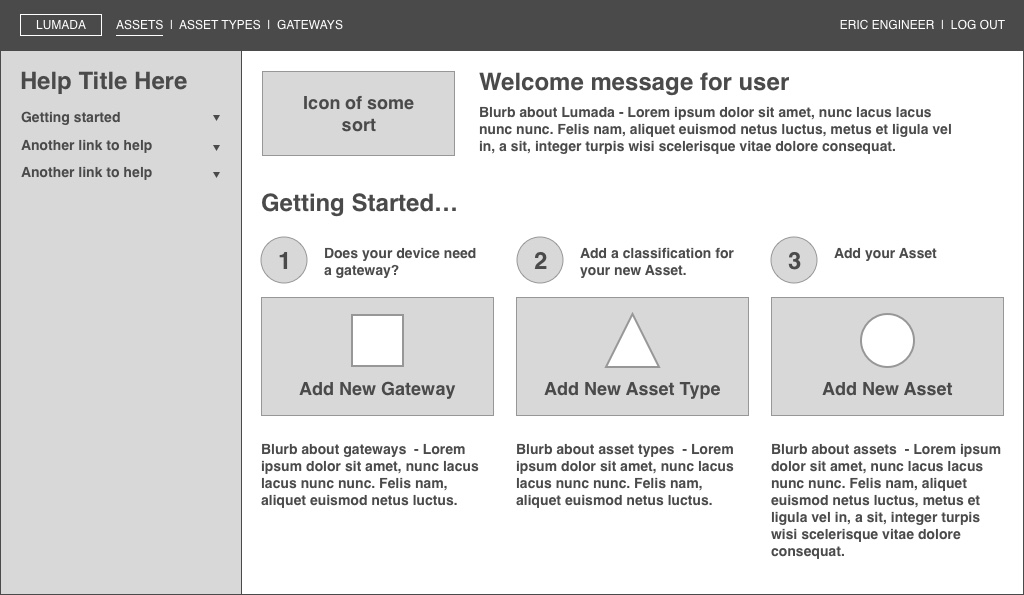 LUMADA ASSETS | ASSET TYPES | GATEWAYS ERIC ENGINEER | LOG OUT
Help Title Here
Getting started
Another link to help
Another link to help
Icon of some
sort
Welcome message for user
Blurb about Lumada - Lorem ipsum dolor sit amet, nunc lacus lacus
nunc nunc. Felis nam, aliquet euismod netus luctus, metus et ligula vel
in, a sit, integer turpis wisi scelerisque vitae dolore consequat.
Getting Started...
1
Does your device need
a gateway?
Add New Gateway
Blurb about gateways - Lorem
ipsum dolor sit amet, nunc lacus
lacus nunc nunc. Felis nam,
aliquet euismod netus luctus.
2
Add a classification for
your new Asset.
Add New Asset Type
Blurb about asset types - Lorem
ipsum dolor sit amet, nunc lacus
lacus nunc nunc. Felis nam,
aliquet euismod netus luctus.
3
Add your Asset
Add New Asset
Blurb about assets - Lorem ipsum
dolor sit amet, nunc lacus lacus
nunc nunc. Felis nam, aliquet
euismod netus luctus, metus et
ligula vel in, a sit, integer turpis
wisi scelerisque vitae dolore
consequat.